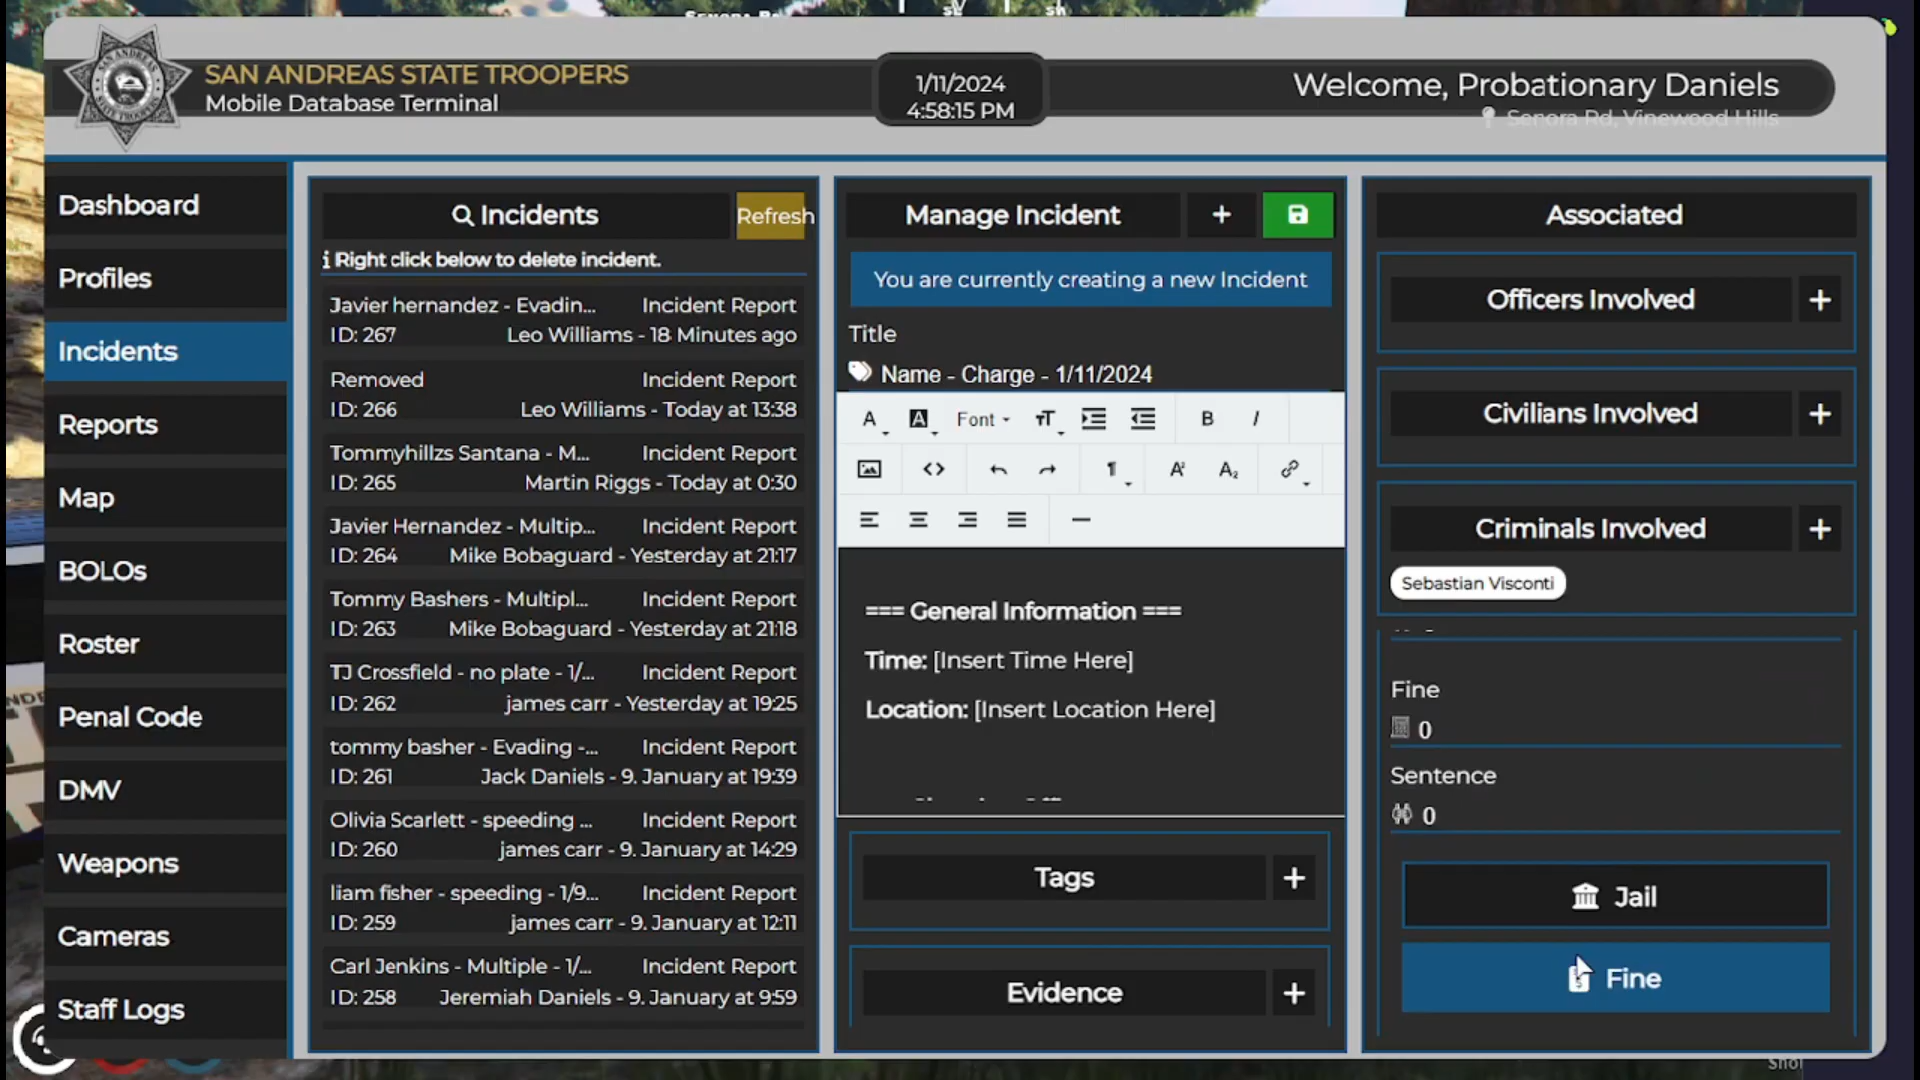 SAN ANDREAS STATE TROOPERS
Mobile Database Terminal
1/11/2024
4:58:15 PM
Welcome, Probationary Daniels
Senora Rd, Vinewood Hills
Dashboard
Profiles
Incidents
Reports
Map
BOLOs
Roster
Penal Code
DMV
Weapons
Cameras
Staff Logs
Incidents
Refresh
Right click below to delete incident.
Javier hernandez - Evadin... Incident Report
ID: 267 Leo Williams - 18 Minutes ago
Removed Incident Report
ID: 266 Leo Williams - Today at 13:38
Tommyhillzs Santana - M... Incident Report
ID: 265 Martin Riggs - Today at 0:30
Javier Hernandez - Multip... Incident Report
ID: 264 Mike Bobaguard - Yesterday at 21:17
Tommy Bashers - Multipl... Incident Report
ID: 263 Mike Bobaguard - Yesterday at 21:18
TJ Crossfield - no plate - 1/... Incident Report
ID: 262 james carr - Yesterday at 19:25
tommy basher - Evading -... Incident Report
ID: 261 Jack Daniels - 9. January at 19:39
Olivia Scarlett - speeding ... Incident Report
ID: 260 james carr - 9. January at 14:29
liam fisher - speeding - 1/9... Incident Report
ID: 259 james carr - 9. January at 12:11
Carl Jenkins - Multiple - 1/... Incident Report
ID: 258 Jeremiah Daniels - 9. January at 9:59
Manage Incident +
You are currently creating a new Incident
Title
Name - Charge - 1/11/2024
Font
B I
=== General Information ===
Time: [Insert Time Here]
Location: [Insert Location Here]
Tags +
Evidence +
Associated
Officers Involved +
Civilians Involved +
Criminals Involved +
Sebastian Visconti
Fine
0
Sentence
0
Jail
Fine